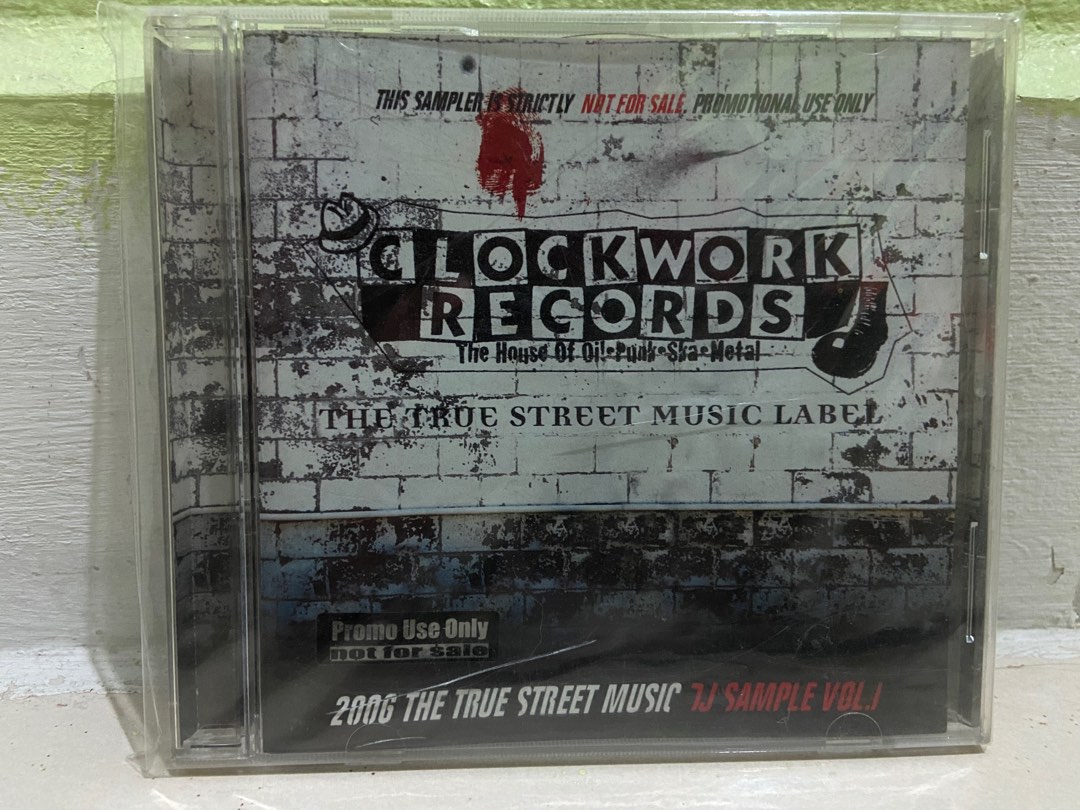 THIS SAMPLER IS STRICTLY NOT FOR SALE, PROMOTIONAL USE ONLY
CLOCKWORK
RECORDS
The House Of Oi!•Punk•Ska•Metal
THE TRUE STREET MUSIC LABEL
Promo Use Only
not for $ale
2006 THE TRUE STREET MUSIC DJ SAMPLE VOL.1